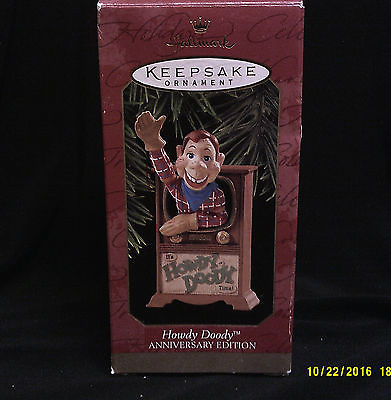 Hallmark
KEEPSAKE
ORNAMENT
It's
HOWDY
DOODY
Time!
Howdy Doody™
ANNIVERSARY EDITION
10/22/2016 18